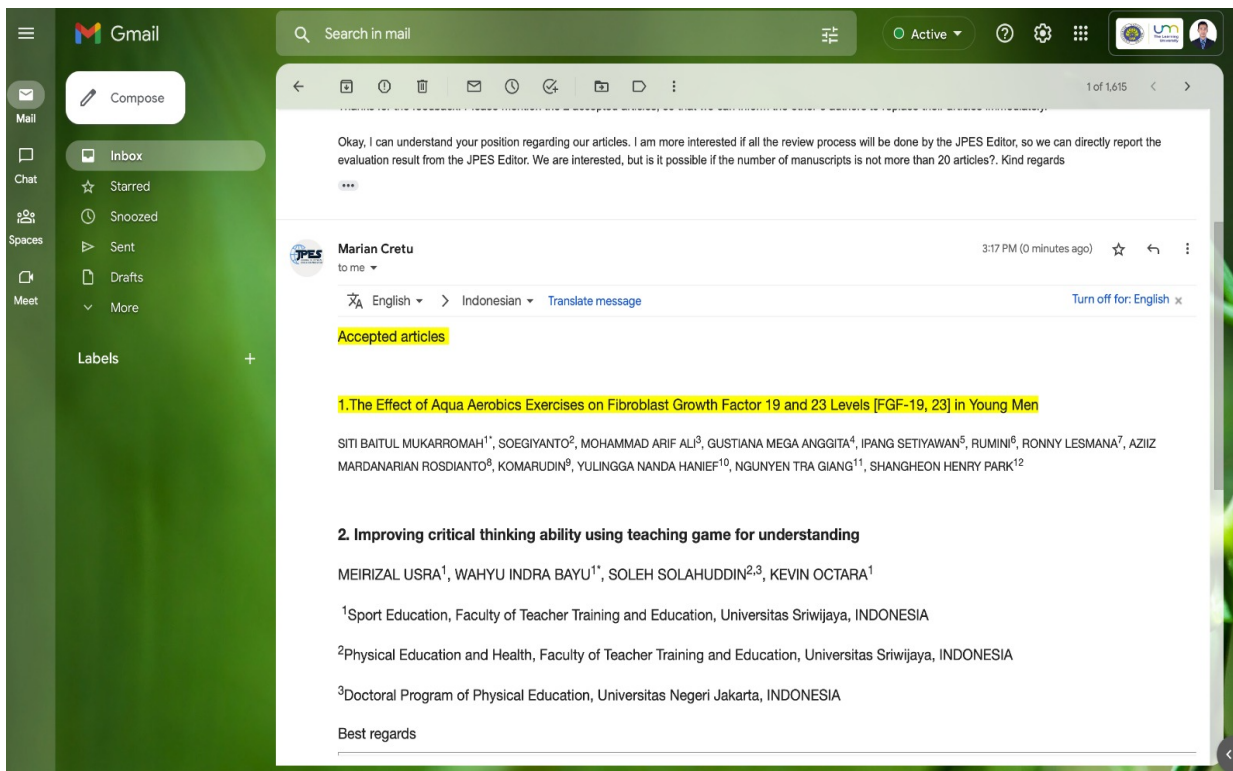 Gmail
Search in mail
Active
um
The Learning University
Compose
1 of 1,615
Mail
Inbox
Chat
Starred
Snoozed
Spaces
Sent
Drafts
Meet
More
Labels
+
Okay, I can understand your position regarding our articles. I am more interested if all the review process will be done by the JPES Editor, so we can directly report the
evaluation result from the JPES Editor. We are interested, but is it possible if the number of manuscripts is not more than 20 articles?. Kind regards
JPES
Marian Cretu
3:17 PM (0 minutes ago)
to me
English > Indonesian Translate message
Turn off for: English x
Accepted articles
1.The Effect of Aqua Aerobics Exercises on Fibroblast Growth Factor 19 and 23 Levels [FGF-19, 23] in Young Men
SITI BAITUL MUKARROMAH1*, SOEGIYANTO2, MOHAMMAD ARIF ALI3, GUSTIANA MEGA ANGGITA4, IPANG SETIYAWAN5, RUMINI6, RONNY LESMANA7, AZIIZ
MARDANARIAN ROSDIANTO8, KOMARUDIN9, YULINGGA NANDA HANIEF10, NGUNYEN TRA GIANG11, SHANGHEON HENRY PARK12
2. Improving critical thinking ability using teaching game for understanding
MEIRIZAL USRA1, WAHYU INDRA BAYU1*, SOLEH SOLAHUDDIN2,3, KEVIN OCTARA1
1Sport Education, Faculty of Teacher Training and Education, Universitas Sriwijaya, INDONESIA
2Physical Education and Health, Faculty of Teacher Training and Education, Universitas Sriwijaya, INDONESIA
3Doctoral Program of Physical Education, Universitas Negeri Jakarta, INDONESIA
Best regards